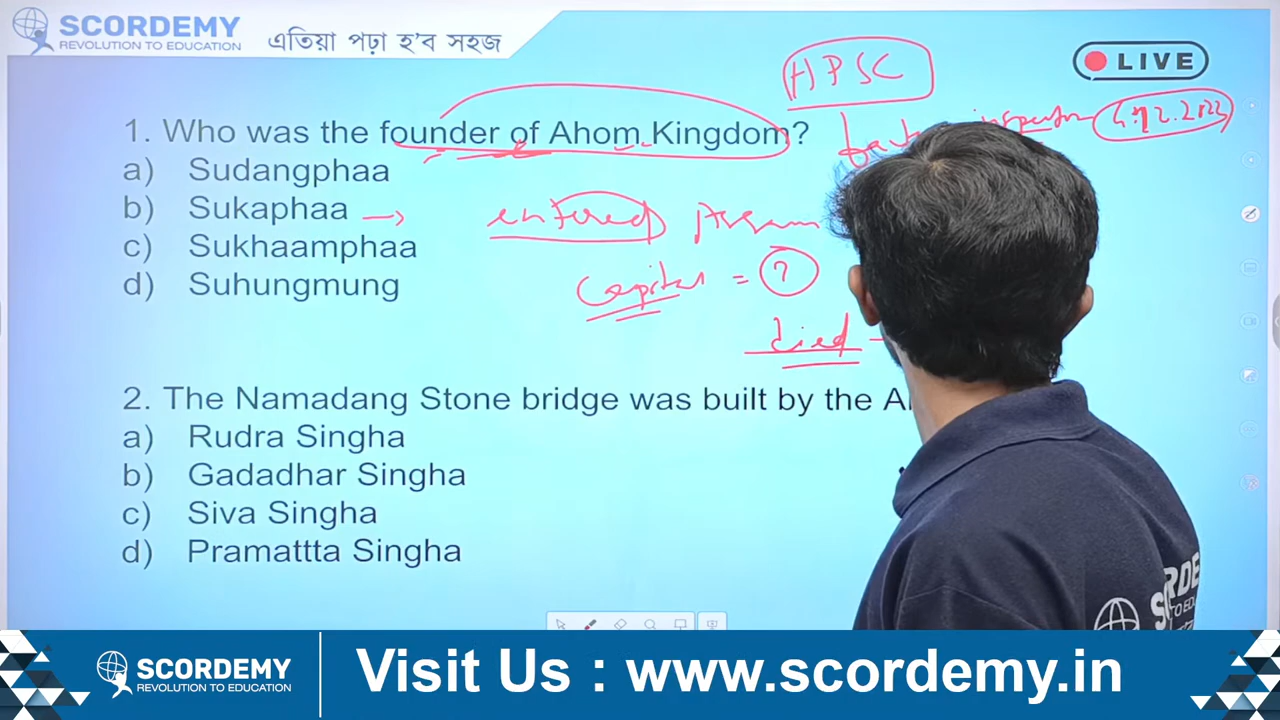 SCORDEMY
REVOLUTION TO EDUCATION
এতিয়া পঢ়া হ'ব সহজ
HPSC
LIVE
1. Who was the founder of Ahom Kingdom?
a) Sudangphaa
b) Sukaphaa →
entered Assam
c) Sukhaamphaa
capital = ?
d) Suhungmung
died -
2. The Namadang Stone bridge was built by the A
a) Rudra Singha
b) Gadadhar Singha
c) Siva Singha
d) Pramattta Singha
SCORDEMY
REVOLUTION TO EDUCATION
Visit Us : www.scordemy.in